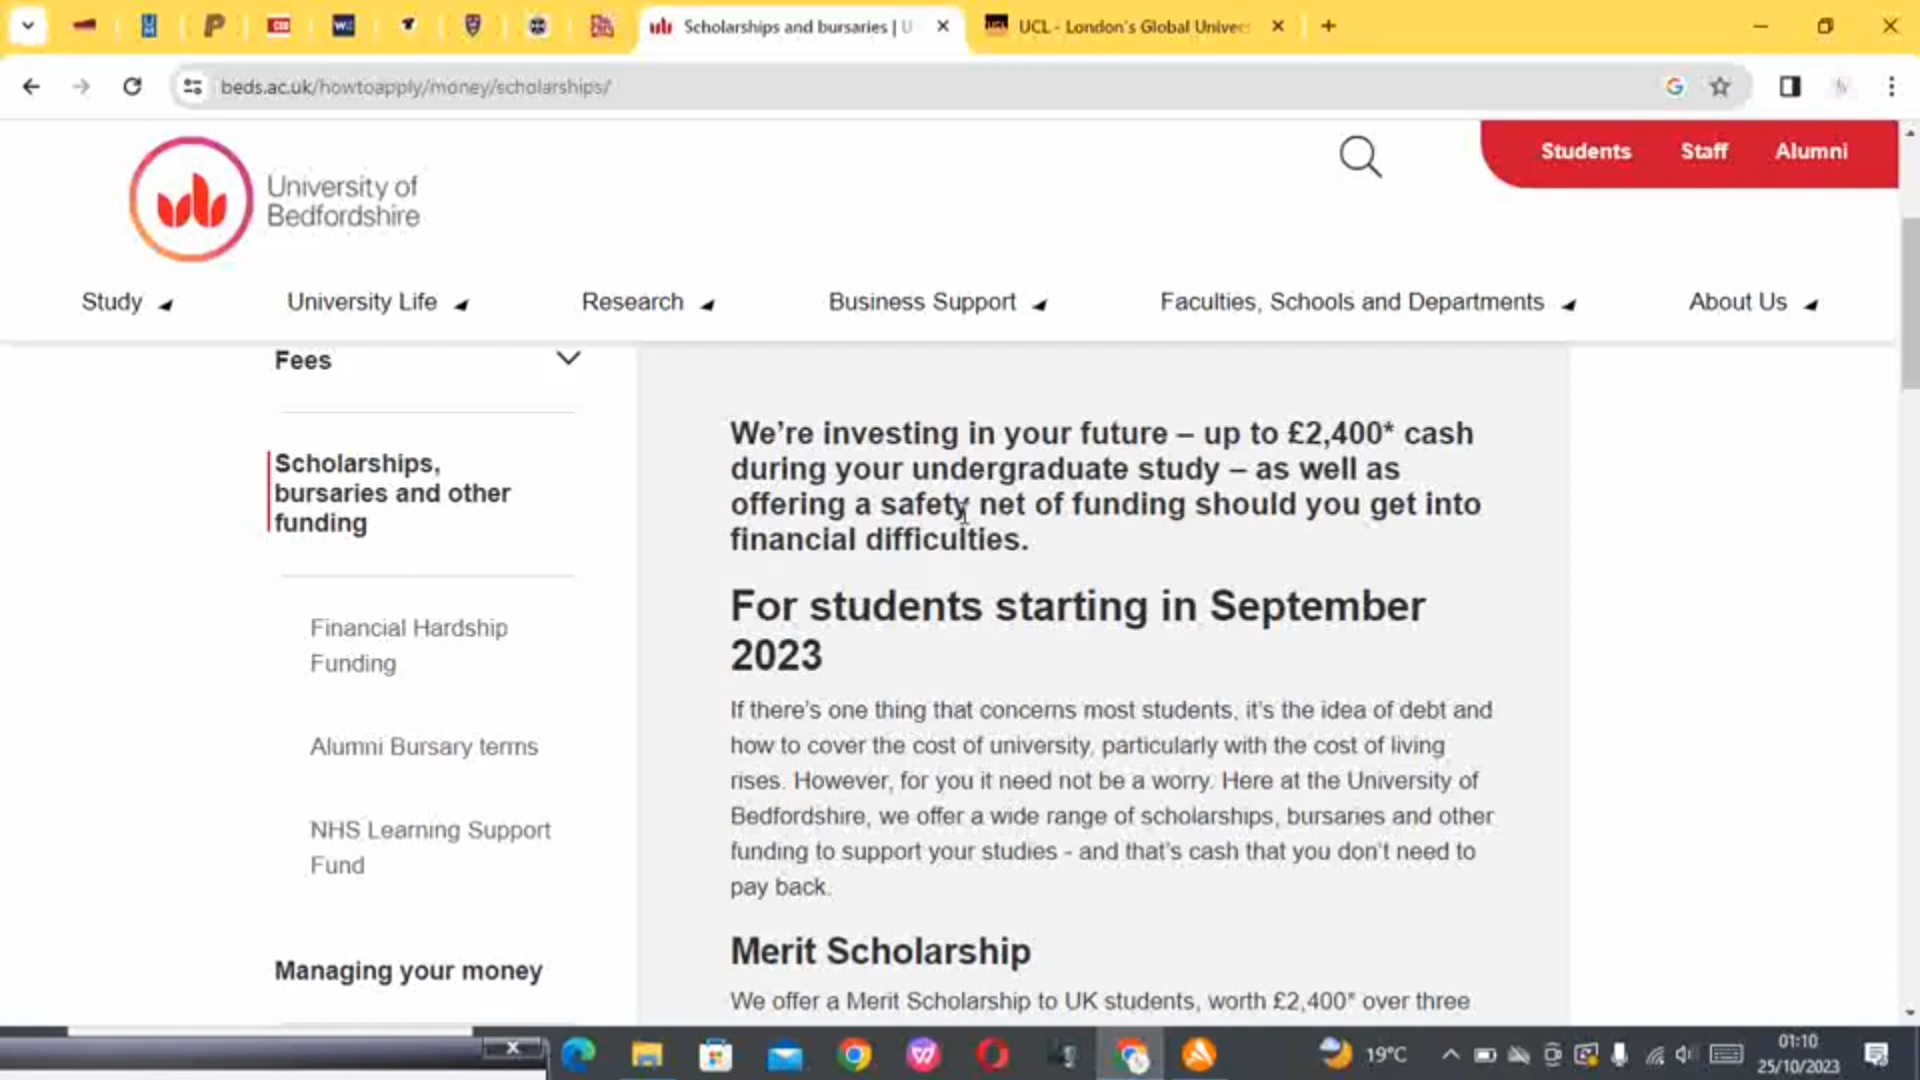 Scholarships and bursaries | U
UCL - London's Global Univer
beds.ac.uk/howtoapply/money/scholarships/
Students Staff Alumni
University of
Bedfordshire
Study University Life Research Business Support Faculties, Schools and Departments About Us
Fees
Scholarships,
bursaries and other
funding
Financial Hardship
Funding
Alumni Bursary terms
NHS Learning Support
Fund
Managing your money
We're investing in your future – up to £2,400* cash
during your undergraduate study – as well as
offering a safety net of funding should you get into
financial difficulties.
For students starting in September
2023
If there's one thing that concerns most students, it's the idea of debt and
how to cover the cost of university, particularly with the cost of living
rises. However, for you it need not be a worry. Here at the University of
Bedfordshire, we offer a wide range of scholarships, bursaries and other
funding to support your studies - and that's cash that you don't need to
pay back.
Merit Scholarship
We offer a Merit Scholarship to UK students, worth £2,400* over three
19°C
01:10
25/10/2023